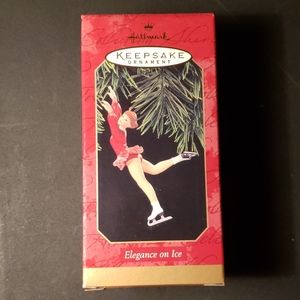 Hallmark
KEEPSAKE
ORNAMENT
Elegance on Ice